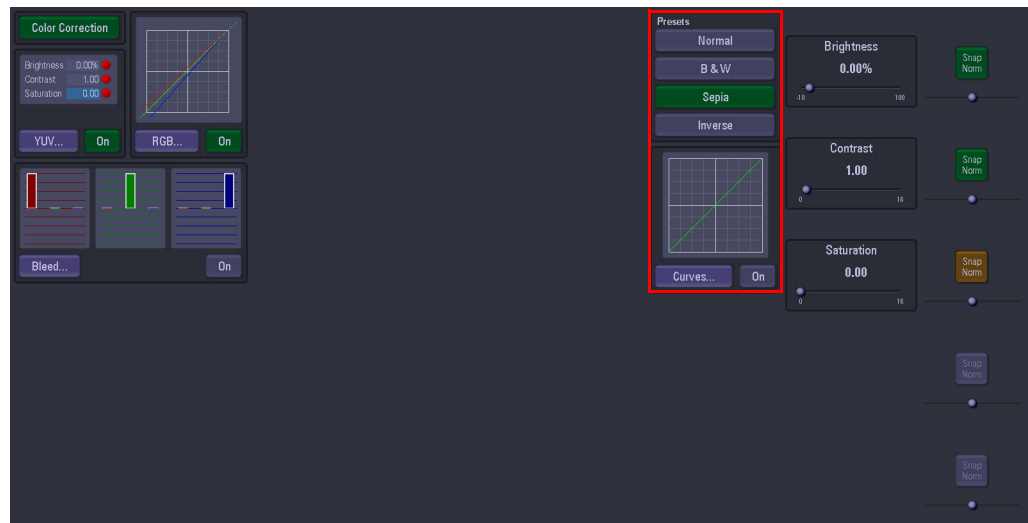 Color Correction
Brightness 0.00%
Contrast 1.00
Saturation 0.00
YUV... On
RGB... On
Bleed... On
Presets
Normal
B & W
Sepia
Inverse
Curves... On
Brightness
0.00%
-10 100
Snap
Norm
Contrast
1.00
0 16
Snap
Norm
Saturation
0.00
0 16
Snap
Norm
Snap
Norm
Snap
Norm